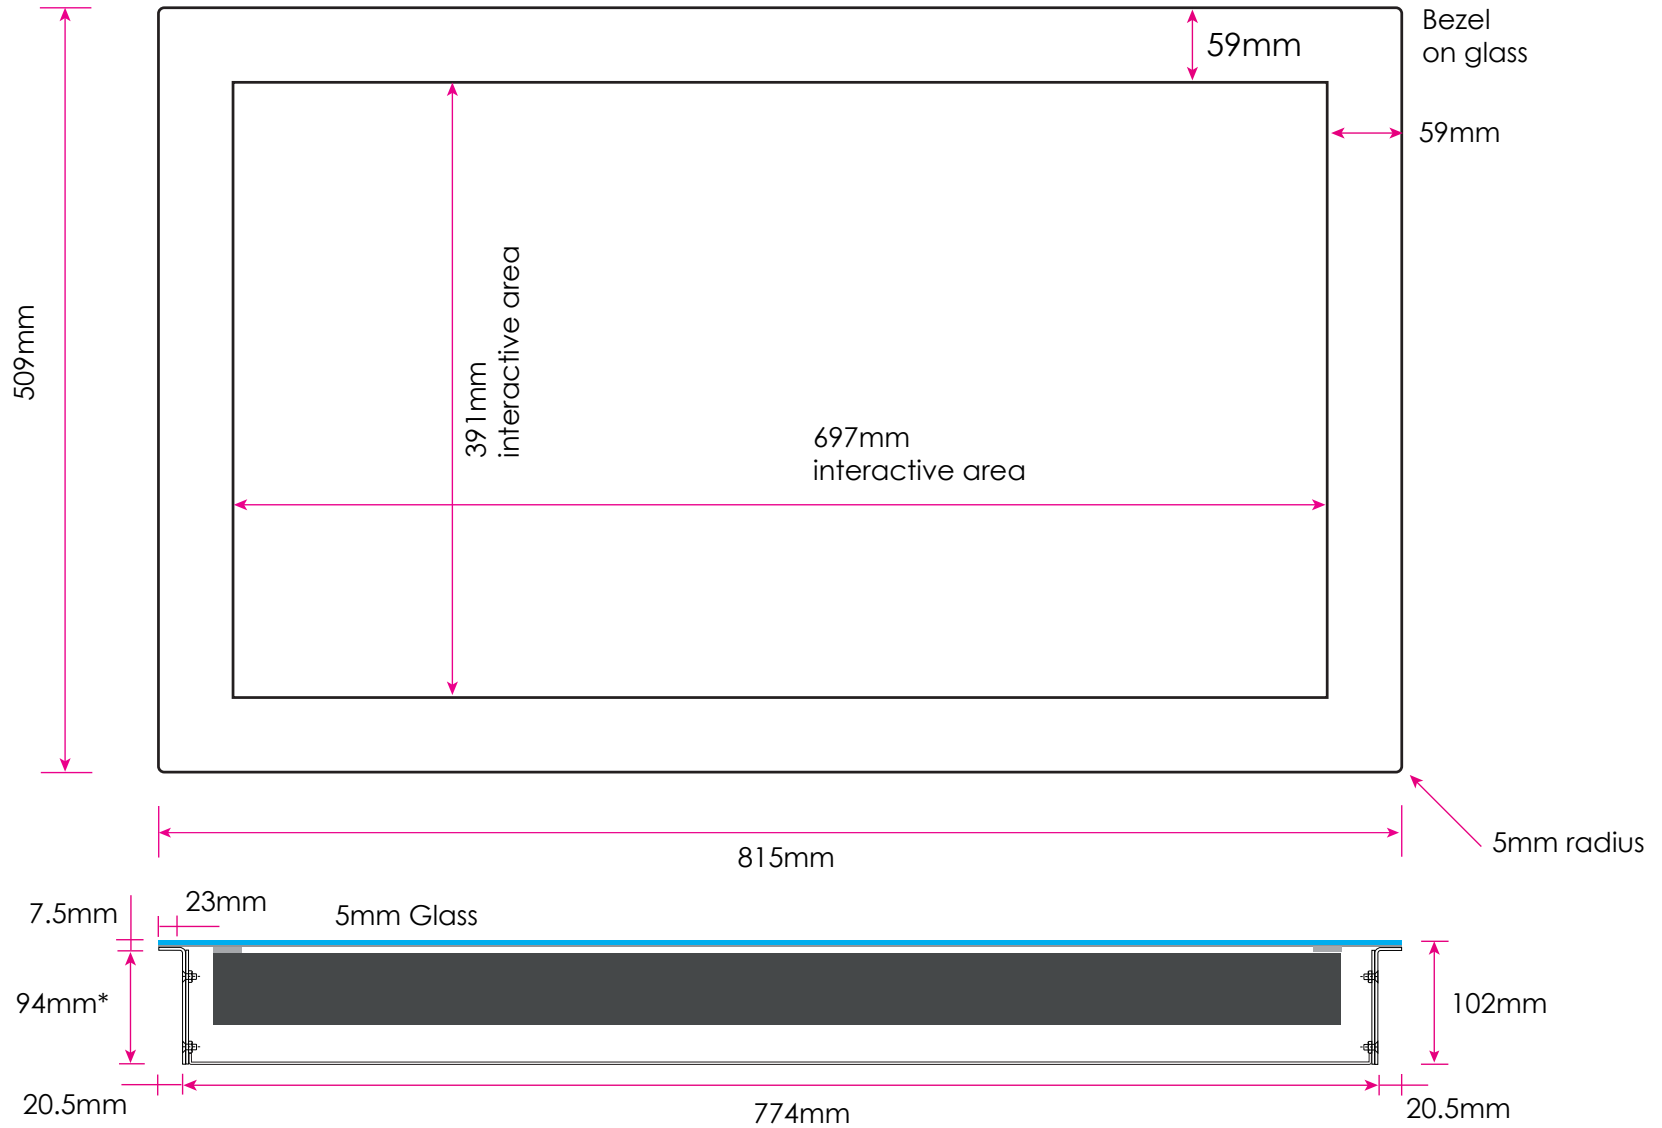 Bezel
on glass
59mm
59mm
509mm
391mm
interactive area
697mm
interactive area
815mm
5mm radius
7.5mm
23mm
5mm Glass
94mm*
102mm
20.5mm
774mm
20.5mm